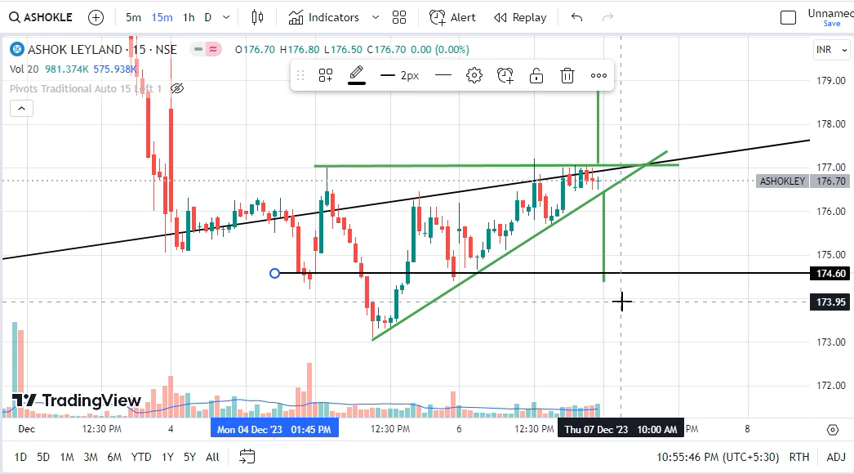 ASHOKLE 5m 15m 1h D Indicators Alert Replay Unnamed
Save
ASHOK LEYLAND · 15 · NSE O176.70 H176.80 L176.50 C176.70 0.00 (0.00%) INR
Vol 20 981.374K 575.938K
Pivots Traditional Auto 15 Left 1
2px
179.00
178.00
177.00
ASHOKLEY 176.70
176.00
175.00
174.60
173.95
173.00
172.00
TradingView
Dec 12:30 PM 4 Mon 04 Dec '23 01:45 PM 12:30 PM 6 12:30 PM Thu 07 Dec '23 10:00 AM PM 8
1D 5D 1M 3M 6M YTD 1Y 5Y All 10:55:46 PM (UTC+5:30) RTH ADJ